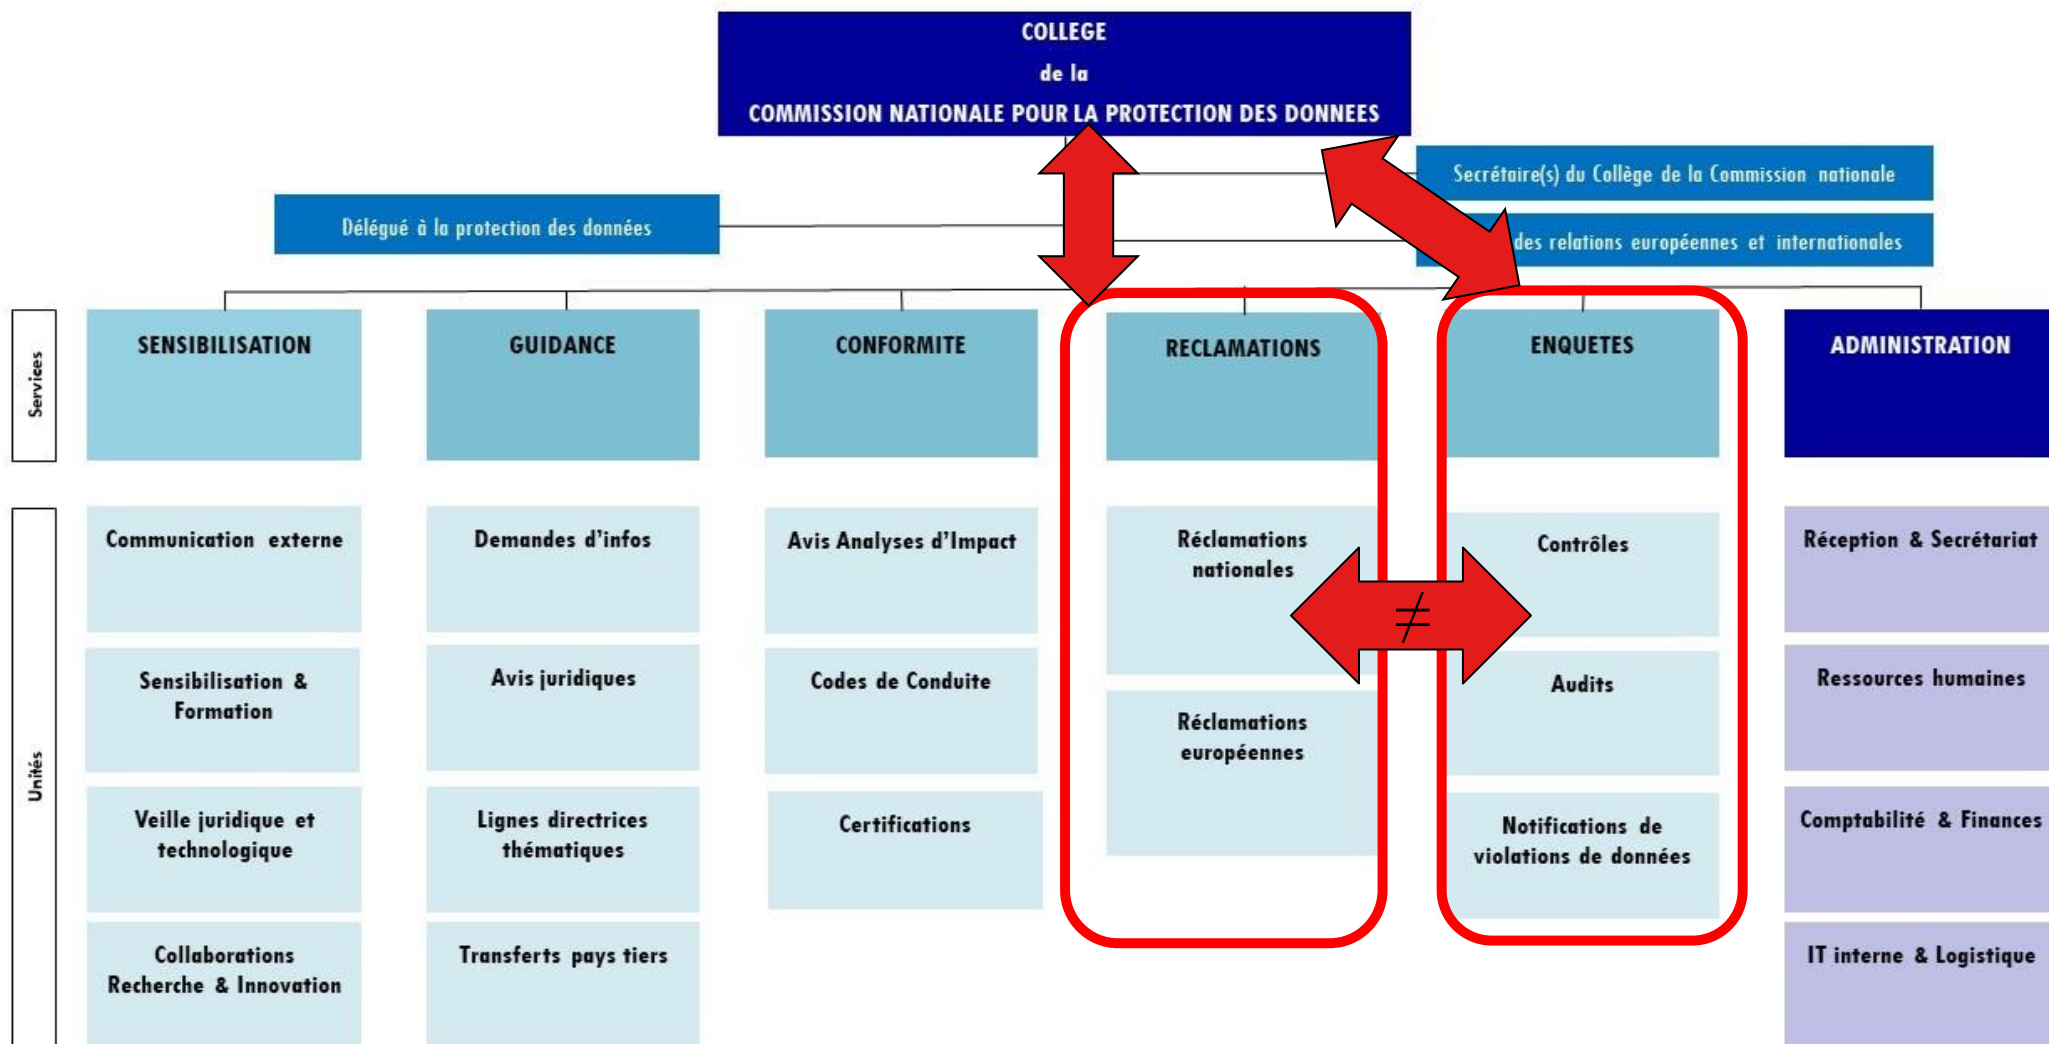 COLLEGE
de la
COMMISSION NATIONALE POUR LA PROTECTION DES DONNEES
Secrétaire(s) du Collège de la Commission nationale
Délégué à la protection des données
des relations européennes et internationales
Services
SENSIBILISATION
GUIDANCE
CONFORMITE
RECLAMATIONS
ENQUETES
ADMINISTRATION
Unités
Communication externe
Sensibilisation &
Formation
Veille juridique et
technologique
Collaborations
Recherche & Innovation
Demandes d'infos
Avis juridiques
Lignes directrices
thématiques
Transferts pays tiers
Avis Analyses d'Impact
Codes de Conduite
Certifications
Réclamations
nationales
Réclamations
européennes
≠
Contrôles
Audits
Notifications de
violations de données
Réception & Secrétariat
Ressources humaines
Comptabilité & Finances
IT interne & Logistique